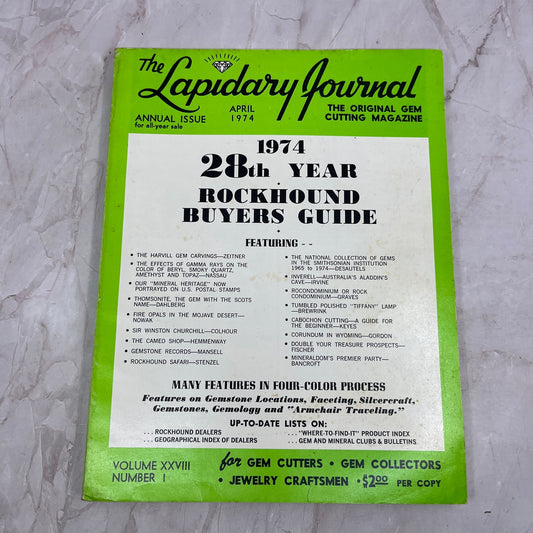 The Lapidary Journal
ANNUAL ISSUE
for all-year sale
APRIL
1974
THE ORIGINAL GEM
CUTTING MAGAZINE
1974
28th YEAR
ROCKHOUND
BUYERS GUIDE
FEATURING - -
• THE HARVILL GEM CARVINGS—ZEITNER
• THE EFFECTS OF GAMMA RAYS ON THE
COLOR OF BERYL, SMOKY QUARTZ,
AMETHYST AND TOPAZ—NASSAU
• OUR "MINERAL HERITAGE" NOW
PORTRAYED ON U.S. POSTAL STAMPS
• THOMSONITE, THE GEM WITH THE SCOTS
NAME—DAHLBERG
• FIRE OPALS IN THE MOJAVE DESERT—
NOWAK
• SIR WINSTON CHURCHILL—COLHOUR
• THE CAMEO SHOP—HEMMENWAY
• GEMSTONE RECORDS—MANSELL
• ROCKHOUND SAFARI—STENZEL
• THE NATIONAL COLLECTION OF GEMS
IN THE SMITHSONIAN INSTITUTION
1965 to 1974—DESAUTELS
• INVERELL—AUSTRALIA'S ALADDIN'S
CAVE—IRVINE
• ROCONDOMINIUM OR ROCK
CONDOMINIUM—GRAVES
• TUMBLED POLISHED "TIFFANY" LAMP
—BREWRINK
• CABOCHON CUTTING—A GUIDE FOR
THE BEGINNER—KEYES
• CORUNDUM IN WYOMING—GORDON
• DOUBLE YOUR TREASURE PROSPECTS—
FISCHER
• MINERALDOM'S PREMIER PARTY—
BANCROFT
MANY FEATURES IN FOUR-COLOR PROCESS
Features on Gemstone Locations, Faceting, Silvercraft,
Gemstones, Gemology and "Armchair Traveling."
UP-TO-DATE LISTS ON:
. . . ROCKHOUND DEALERS
. . . GEOGRAPHICAL INDEX OF DEALERS
. . . "WHERE-TO-FIND-IT" PRODUCT INDEX
. . . GEM AND MINERAL CLUBS & BULLETINS
VOLUME XXVIII
NUMBER I
for GEM CUTTERS · GEM COLLECTORS
· JEWELRY CRAFTSMEN · $2.00 PER COPY